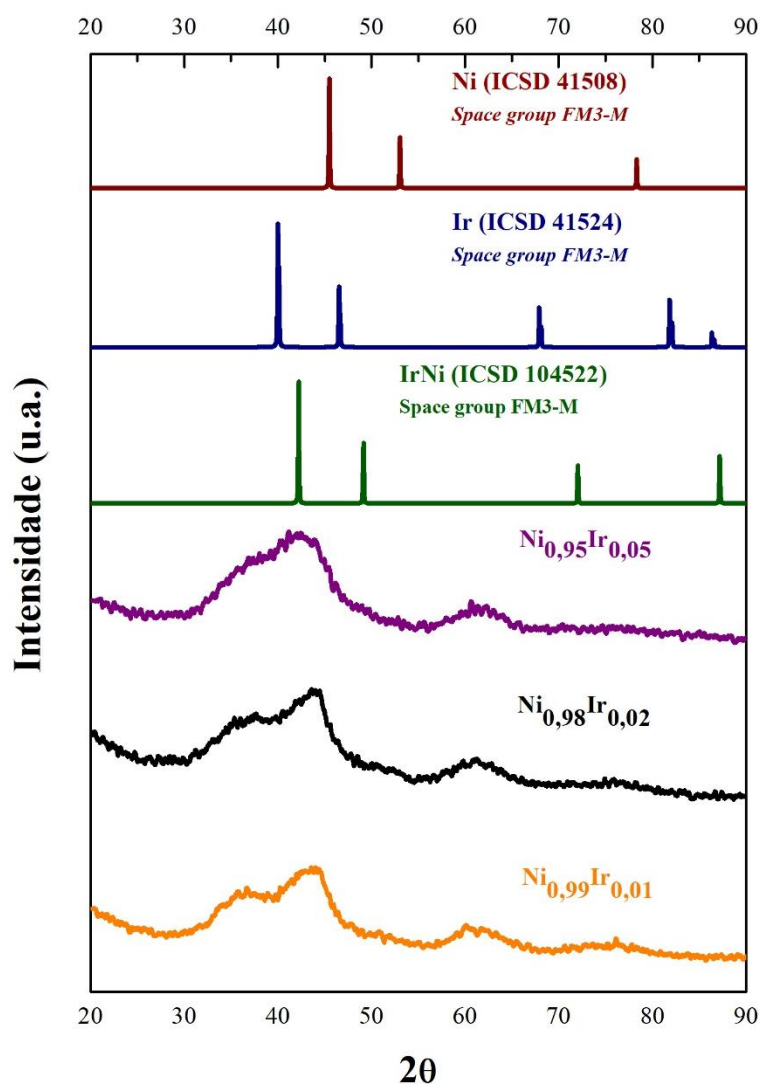 20 30 40 50 60 70 80 90
Ni (ICSD 41508)
Space group FM3-M
Ir (ICSD 41524)
Space group FM3-M
IrNi (ICSD 104522)
Space group FM3-M
Intensidade (u.a.)
Ni0,95Ir0,05
Ni0,98Ir0,02
Ni0,99Ir0,01
20 30 40 50 60 70 80 90
2θ